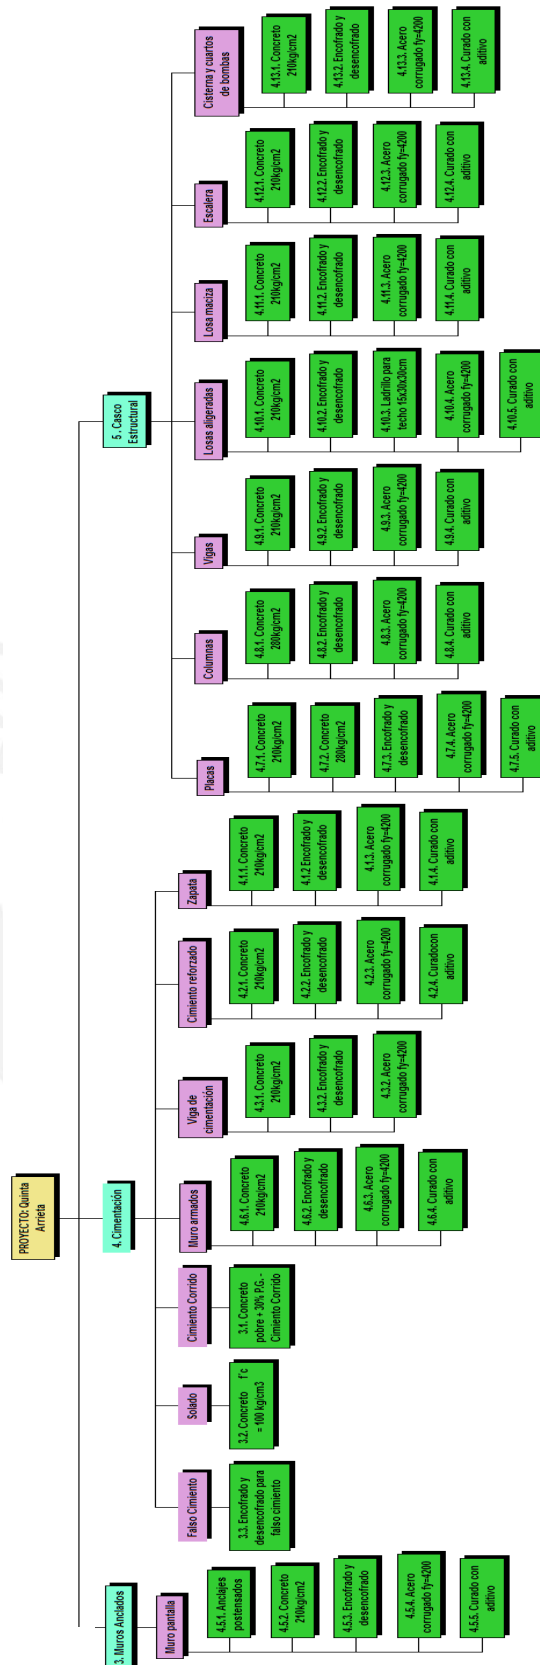 PROYECTO: Quinta
Arrieta
3. Muros Anclados
Muro pantalla
4.5.1. Anclajes
postensados
4.5.2. Concreto
210kg/cm2
4.5.3. Encofrado y
desencofrado
4.5.4. Acero
corrugado fy=4200
4.5.5. Curado con
aditivo
4. Cimentación
Falso Cimiento
3.3. Encofrado y
desencofrado para
falso cimiento
Solado
3.2. Concreto f'c
= 100 kg/cm3
Cimiento Corrido
3.1. Concreto
pobre + 30% P.G. -
Cimiento Corrido
Muro armados
4.6.1. Concreto
210kg/cm2
4.6.2. Encofrado y
desencofrado
4.6.3. Acero
corrugado fy=4200
4.6.4. Curado con
aditivo
Viga de
cimentación
4.3.1. Concreto
210kg/cm2
4.3.2. Encofrado y
desencofrado
4.3.2. Acero
corrugado fy=4200
Cimiento reforzado
4.2.1. Concreto
210kg/cm2
4.2.2. Encofrado y
desencofrado
4.2.3. Acero
corrugado fy=4200
4.2.4. Curadocon
aditivo
Zapata
4.1.1. Concreto
210kg/cm2
4.1.2 Encofrado y
desencofrado
4.1.3. Acero
corrugado fy=4200
4.1.4. Curado con
aditivo
5 . Casco
Estructural
Placas
4.7.1. Concreto
210kg/cm2
4.7.2. Concreto
280kg/cm2
4.7.3. Encofrado y
desencofrado
4.7.4. Acero
corrugado fy=4200
4.7.5. Curado con
aditivo
Columnas
4.8.1. Concreto
280kg/cm2
4.8.2. Encofrado y
desencofrado
4.8.3. Acero
corrugado fy=4200
4.8.4. Curado con
aditivo
Vigas
4.9.1. Concreto
210kg/cm2
4.9.2. Encofrado y
desencofrado
4.9.3. Acero
corrugado fy=4200
4.9.4. Curado con
aditivo
Losas aligeradas
4.10.1. Concreto
210kg/cm2
4.10.2. Encofrado y
desencofrado
4.10.3. Ladrillo para
techo 15x30x30cm
4.10.4. Acero
corrugado fy=4200
4.10.5. Curado con
aditivo
Losa maciza
4.11.1. Concreto
210kg/cm2
4.11.2. Encofrado y
desencofrado
4.11.3. Acero
corrugado fy=4200
4.11.4. Curado con
aditivo
Escalera
4.12.1. Concreto
210kg/cm2
4.12.2. Encofrado y
desencofrado
4.12.3. Acero
corrugado fy=4200
4.12.4. Curado con
aditivo
Cisterna y cuartos
de bombas
4.13.1. Concreto
210kg/cm2
4.13.2. Encofrado y
desencofrado
4.13.3. Acero
corrugado fy=4200
4.13.4. Curado con
aditivo